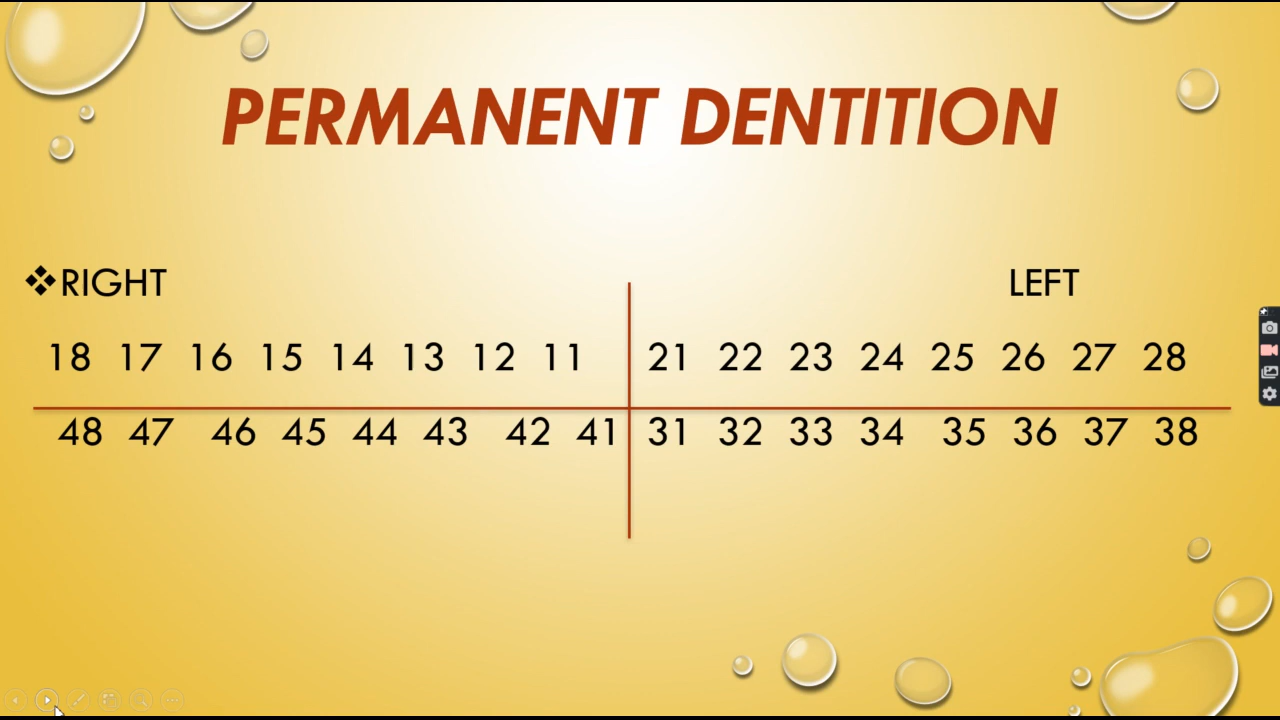 PERMANENT DENTITION
❖RIGHT LEFT
18 17 16 15 14 13 12 11 21 22 23 24 25 26 27 28
48 47 46 45 44 43 42 41 31 32 33 34 35 36 37 38